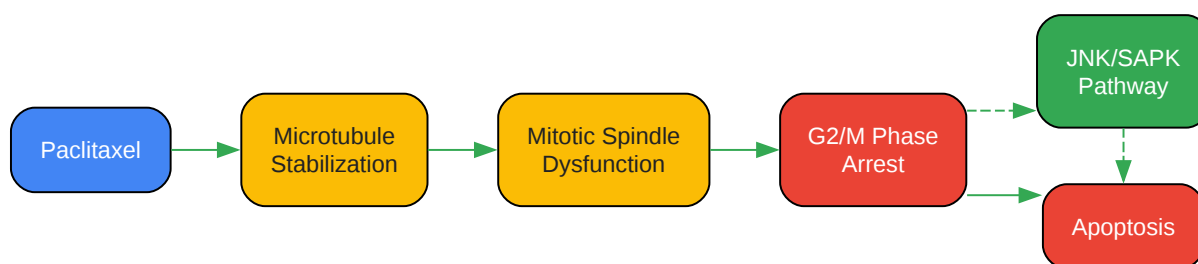 Paclitaxel
Microtubule
Stabilization
Mitotic Spindle
Dysfunction
G2/M Phase
Arrest
JNK/SAPK
Pathway
Apoptosis